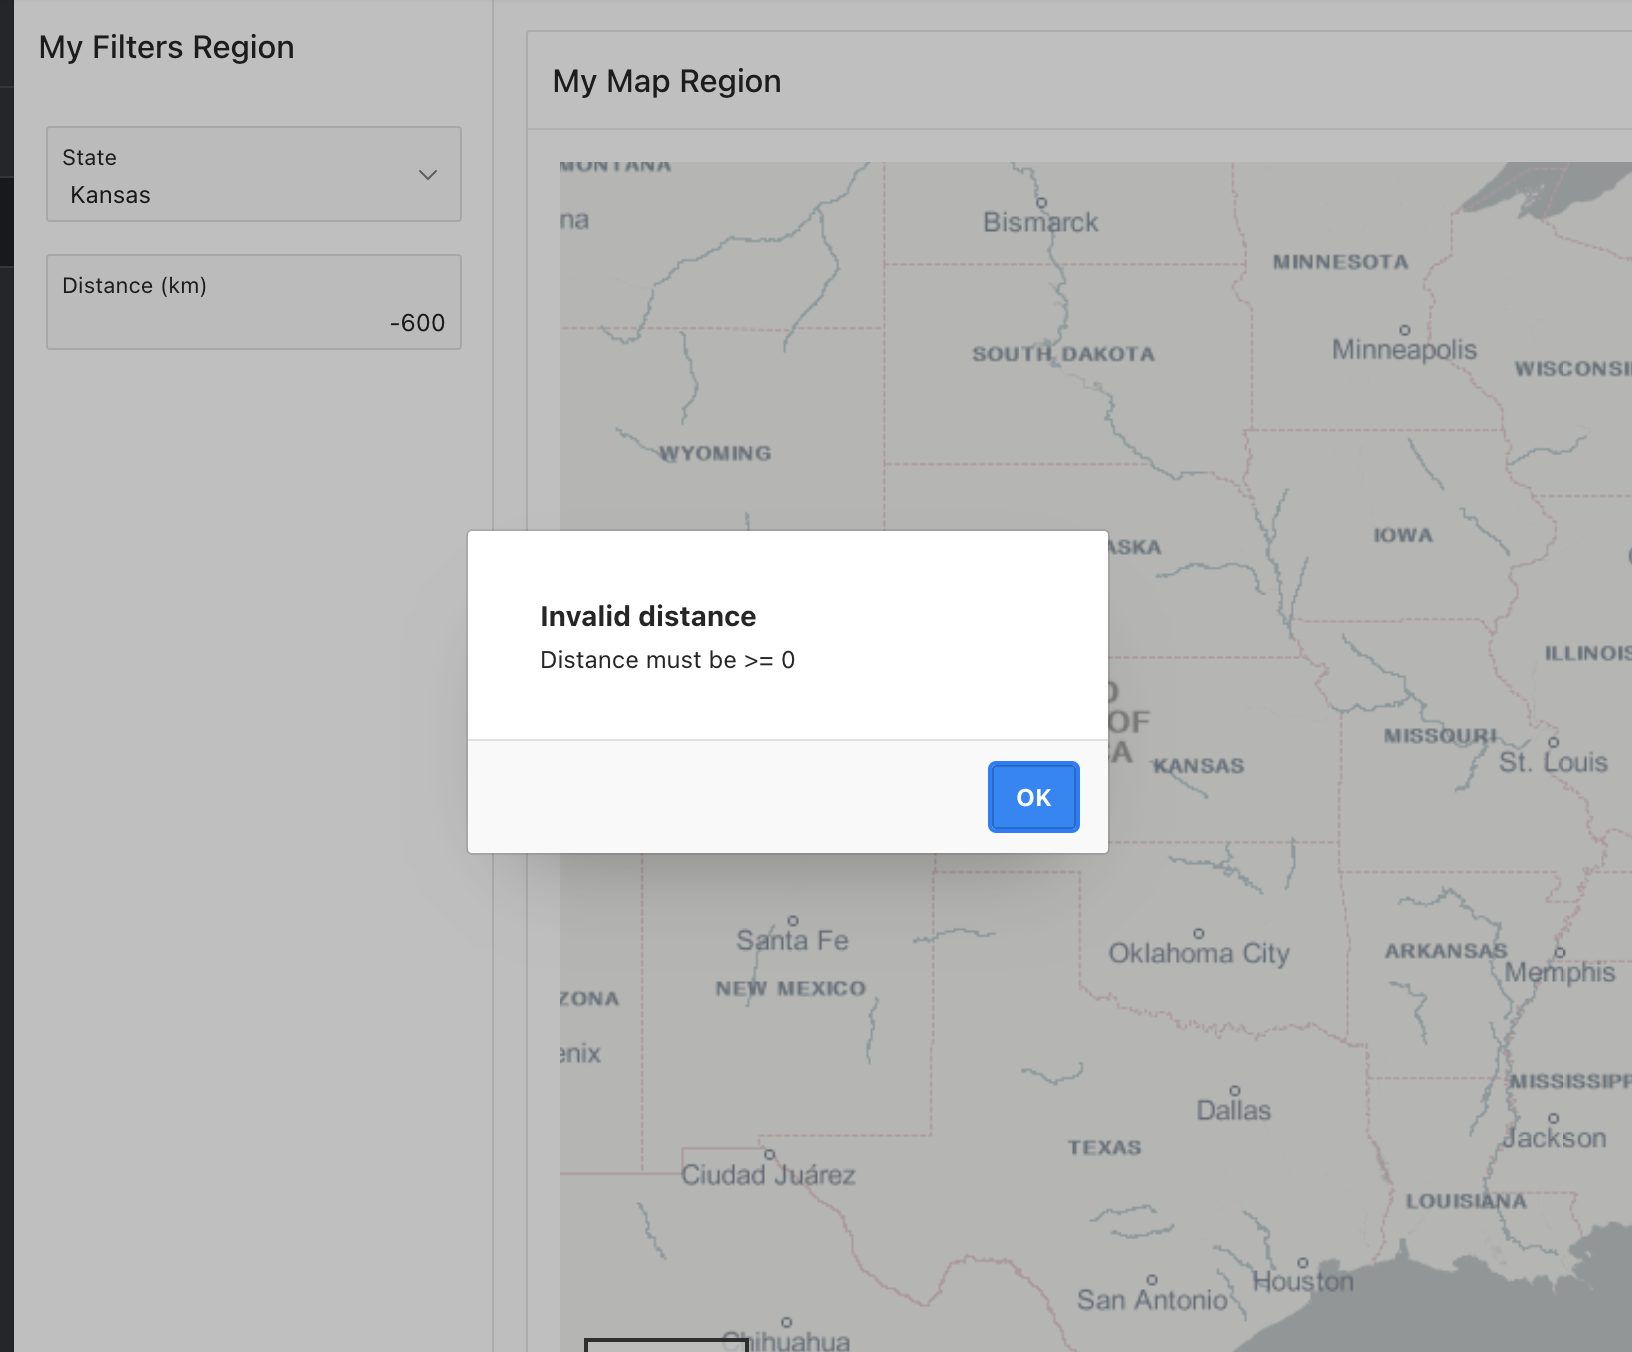 My Filters Region
State
Kansas
Distance (km)
-600
My Map Region
MONTANA
na
Bismarck
MINNESOTA
SOUTH DAKOTA
Minneapolis
WISCONSI
WYOMING
ASKA
IOWA
Invalid distance
Distance must be >= 0
OK
ILLINOIS
OF
A
KANSAS
MISSOURI
St. Louis
Santa Fe
NEW MEXICO
Oklahoma City
ARKANSAS
Memphis
ZONA
enix
MISSISSIPP
Dallas
Jackson
TEXAS
Ciudad Juárez
LOUISIANA
Houston
San Antonio
Chihuahua